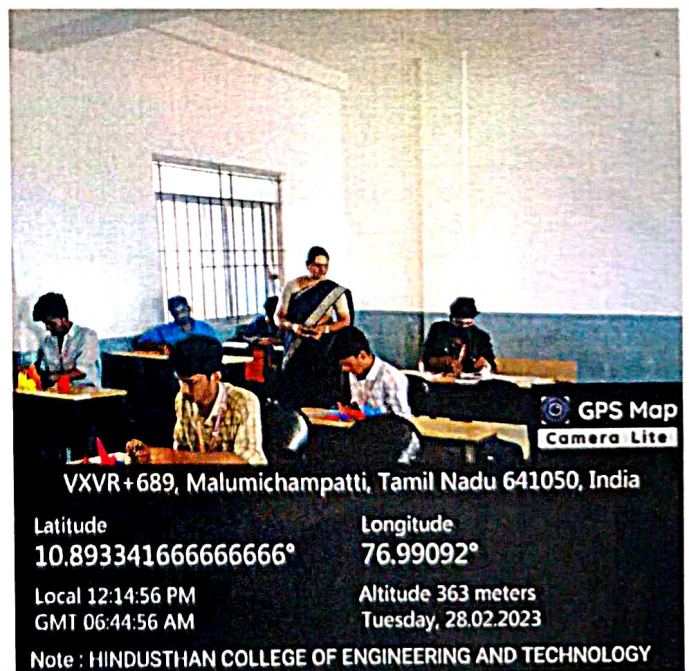 GPS Map
Camera Lite
VXVR+689, Malumichampatti, Tamil Nadu 641050, India
Latitude
10.893341666666666°
Longitude
76.99092°
Local 12:14:56 PM
GMT 06:44:56 AM
Altitude 363 meters
Tuesday, 28.02.2023
Note : HINDUSTHAN COLLEGE OF ENGINEERING AND TECHNOLOGY